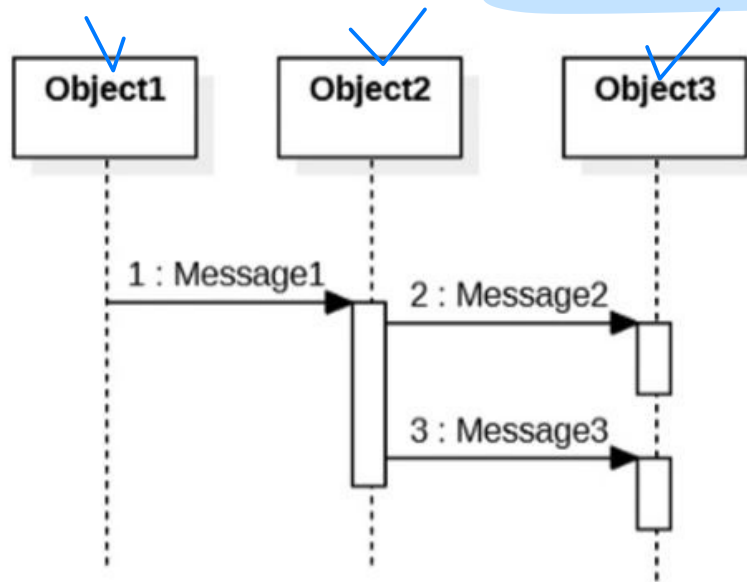 Object1
Object2
Object3
1 : Message1
2 : Message2
3 : Message3